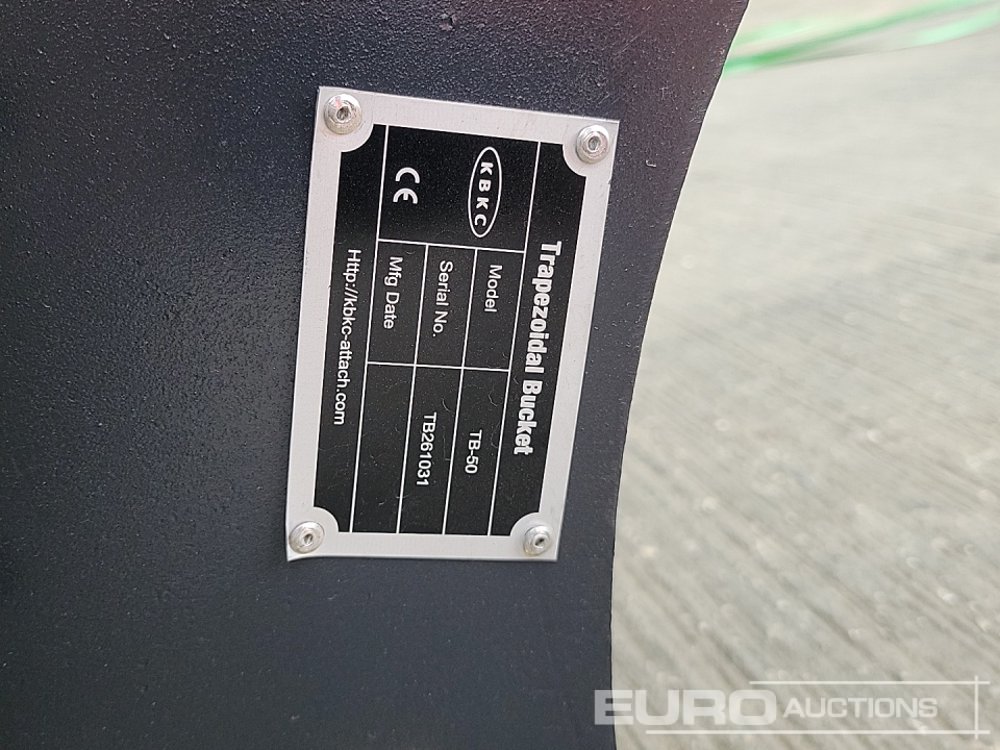 Trapezoidal Bucket
KBKC
CE
Model TB-50
Serial No. TB261031
Mfg Date
Http://kbkc-attach.com
EURO AUCTIONS